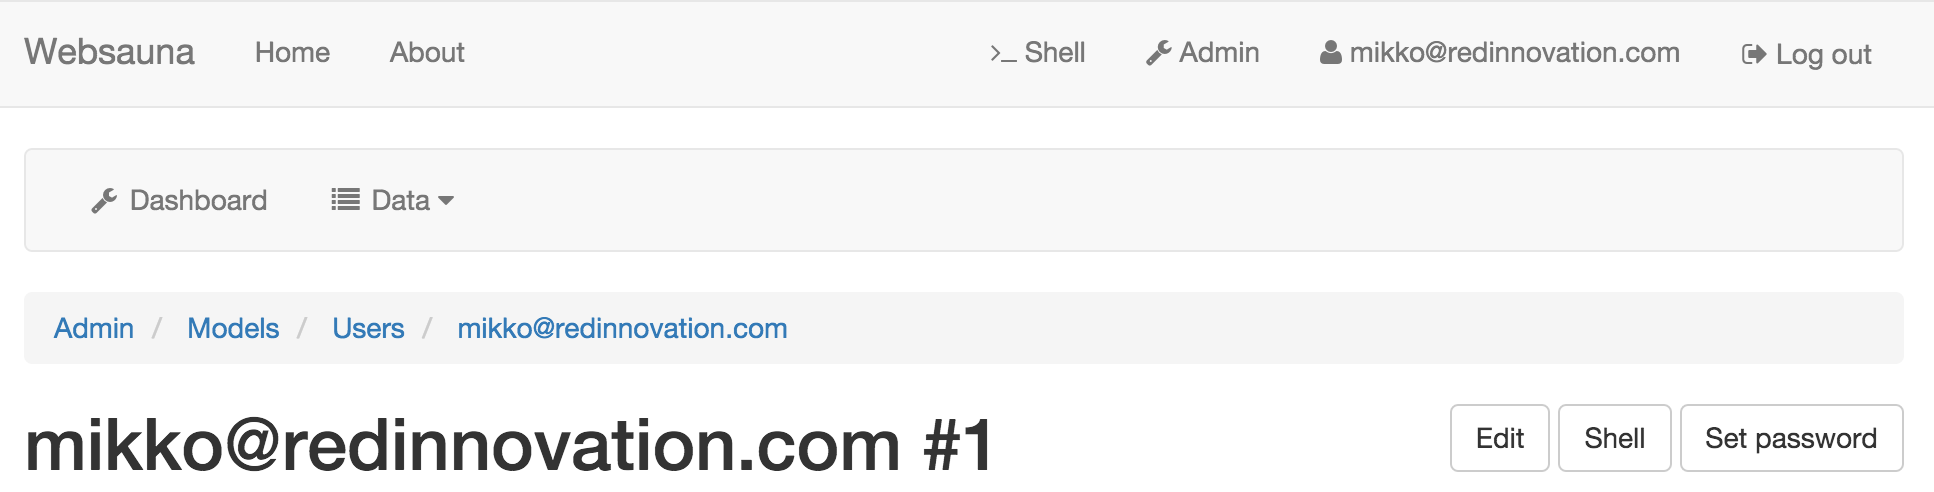 Websauna Home About Shell Admin mikko@redinnovation.com Log out
Dashboard Data
Admin / Models / Users / mikko@redinnovation.com
mikko@redinnovation.com #1 Edit Shell Set password